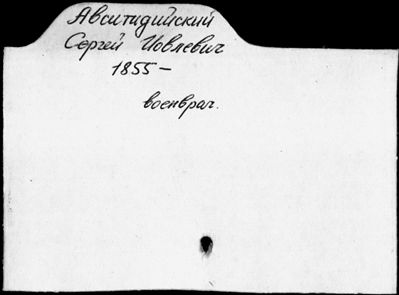 Авситидийский
Сергей Иовлевич
1855 –
военврач.